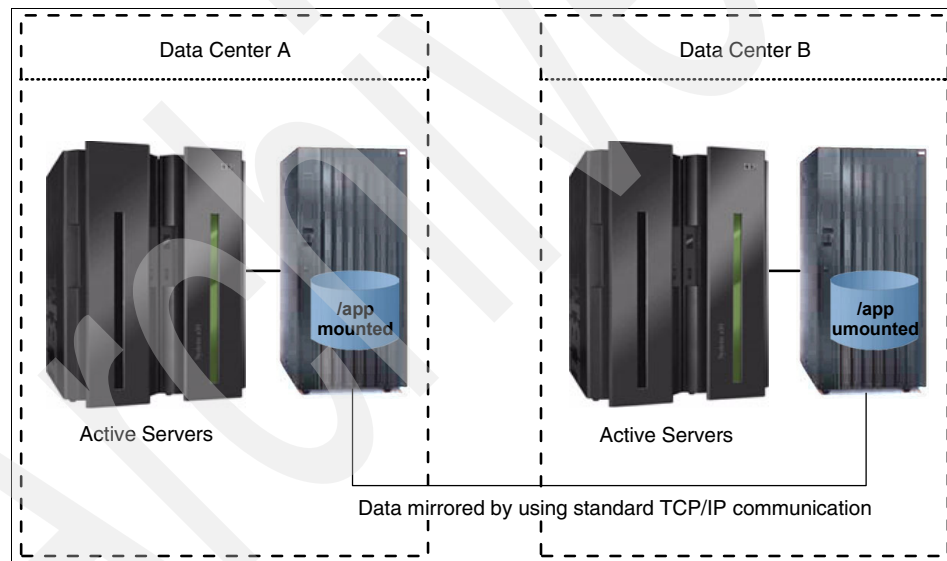 Data Center A
Data Center B
/app
mounted
/app
umounted
Active Servers
Active Servers
Data mirrored by using standard TCP/IP communication